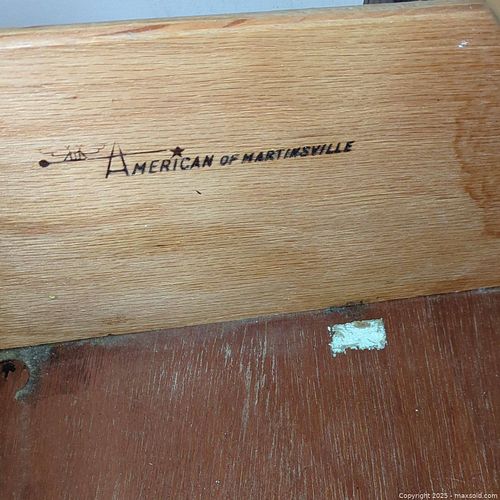 AMERICAN OF MARTINSVILLE
Copyright 2025 - maxsold.com